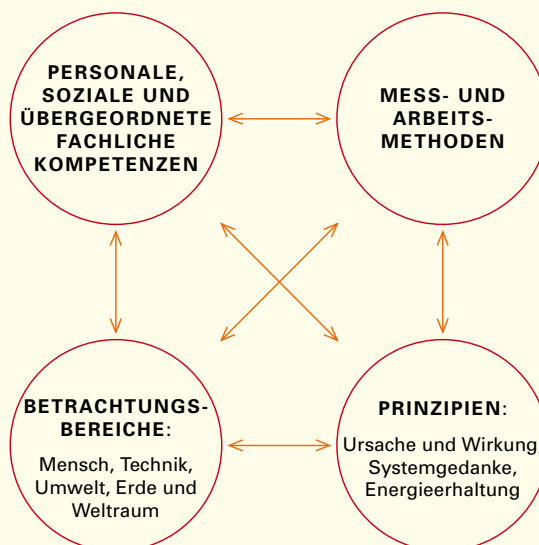 PERSONALE,
SOZIALE UND
ÜBERGEORDNETE
FACHLICHE
KOMPETENZEN
MESS- UND
ARBEITS-
METHODEN
BETRACHTUNGS-
BEREICHE:
Mensch, Technik,
Umwelt, Erde und
Weltraum
PRINZIPIEN:
Ursache und Wirkung,
Systemgedanke,
Energieerhaltung